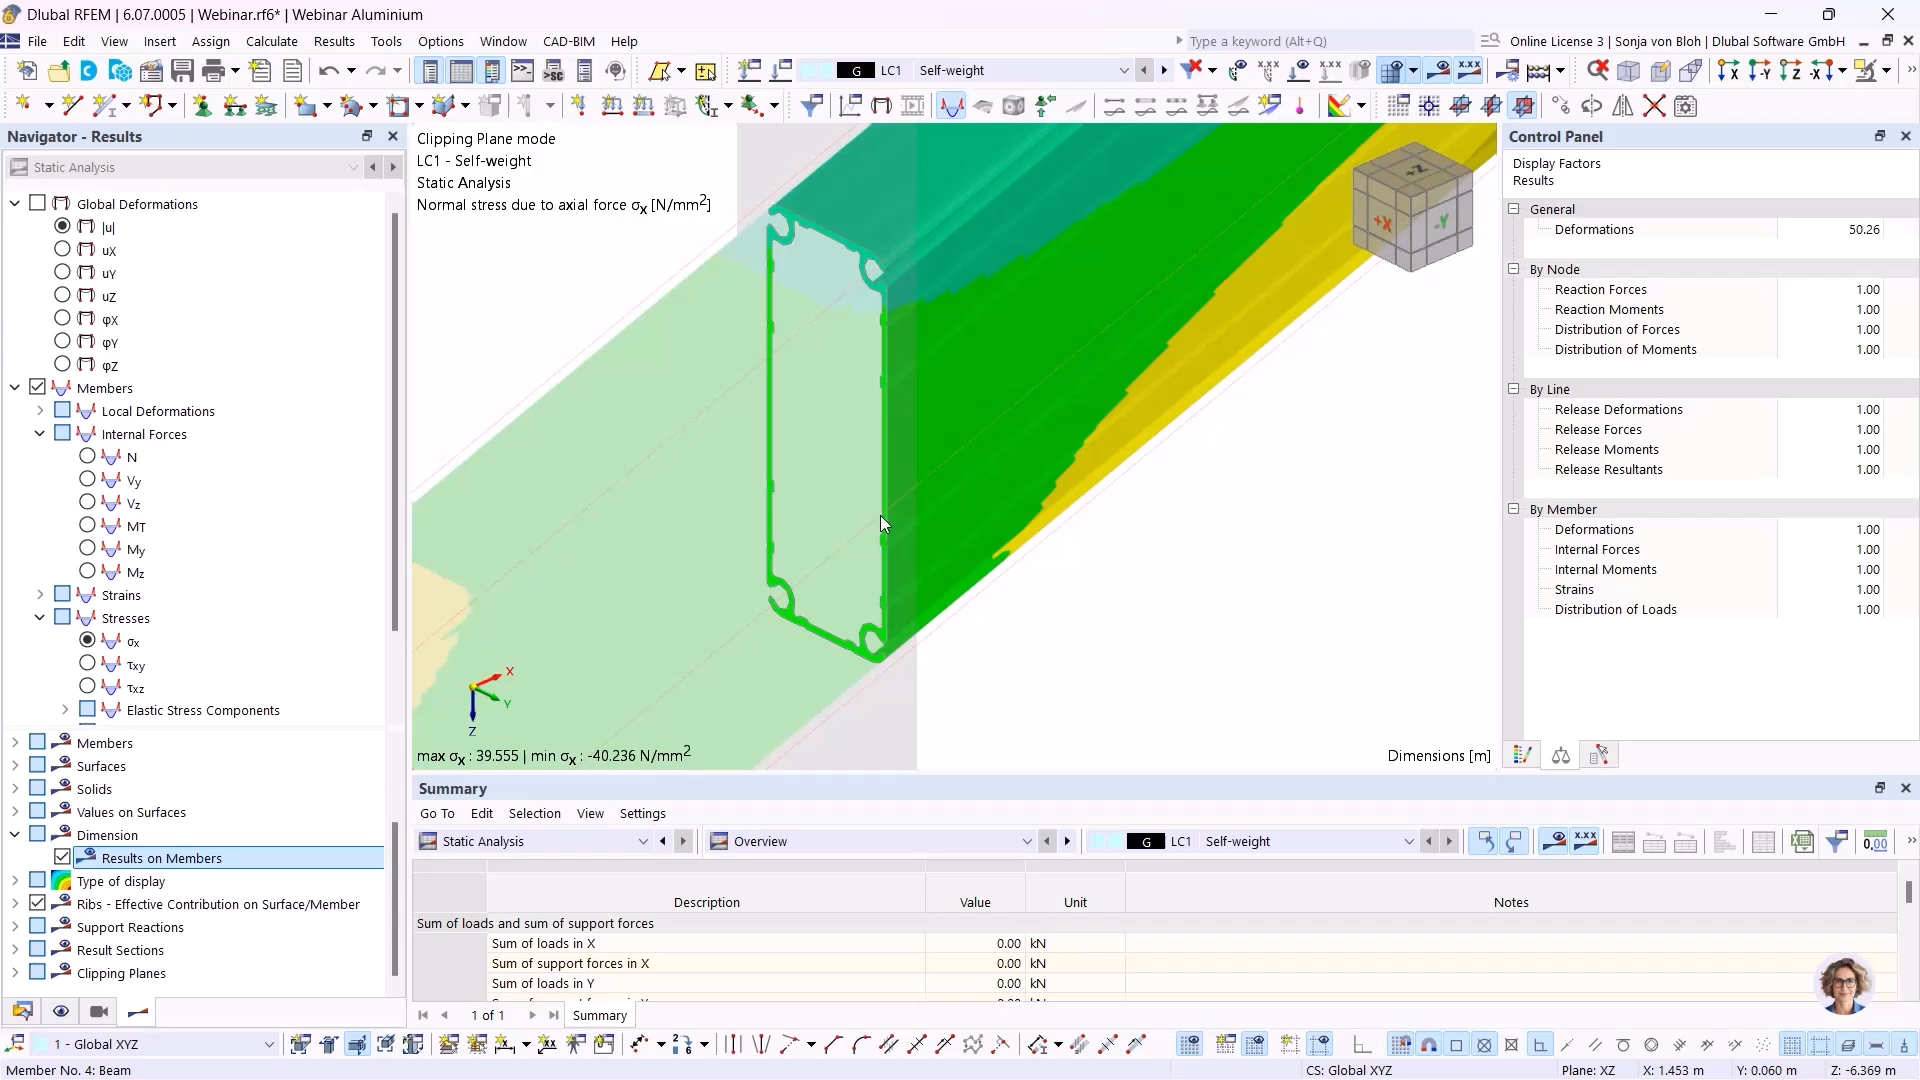 Dlubal RFEM | 6.07.0005 | Webinar.rf6* | Webinar Aluminium
File Edit View Insert Assign Calculate Results Tools Options Window CAD-BIM Help
Type a keyword (Alt+Q)
Online License 3 | Sonja von Bloh | Dlubal Software GmbH
G LC1 Self-weight
Navigator - Results
Static Analysis
Global Deformations
|u|
uX
uY
uZ
φX
φY
φZ
Members
Local Deformations
Internal Forces
N
Vy
Vz
MT
My
Mz
Strains
Stresses
σx
τxy
τxz
Elastic Stress Components
Members
Surfaces
Solids
Values on Surfaces
Dimension
Results on Members
Type of display
Ribs - Effective Contribution on Surface/Member
Support Reactions
Result Sections
Clipping Planes
Clipping Plane mode
LC1 - Self-weight
Static Analysis
Normal stress due to axial force σx [N/mm²]
+Z
+X
-Y
X
Y
Z
max σx : 39.555 | min σx : -40.236 N/mm²
Dimensions [m]
Control Panel
Display Factors
Results
General
Deformations 50.26
By Node
Reaction Forces 1.00
Reaction Moments 1.00
Distribution of Forces 1.00
Distribution of Moments 1.00
By Line
Release Deformations 1.00
Release Forces 1.00
Release Moments 1.00
Release Resultants 1.00
By Member
Deformations 1.00
Internal Forces 1.00
Internal Moments 1.00
Strains 1.00
Distribution of Loads 1.00
Summary
Go To Edit Selection View Settings
Static Analysis Overview G LC1 Self-weight
Description Value Unit Notes
Sum of loads and sum of support forces
Sum of loads in X 0.00 kN
Sum of support forces in X 0.00 kN
Sum of loads in Y 0.00 kN
1 of 1 Summary
1 - Global XYZ
Member No. 4: Beam
CS: Global XYZ
Plane: XZ
X: 1.453 m
Y: 0.060 m
Z: -6.369 m